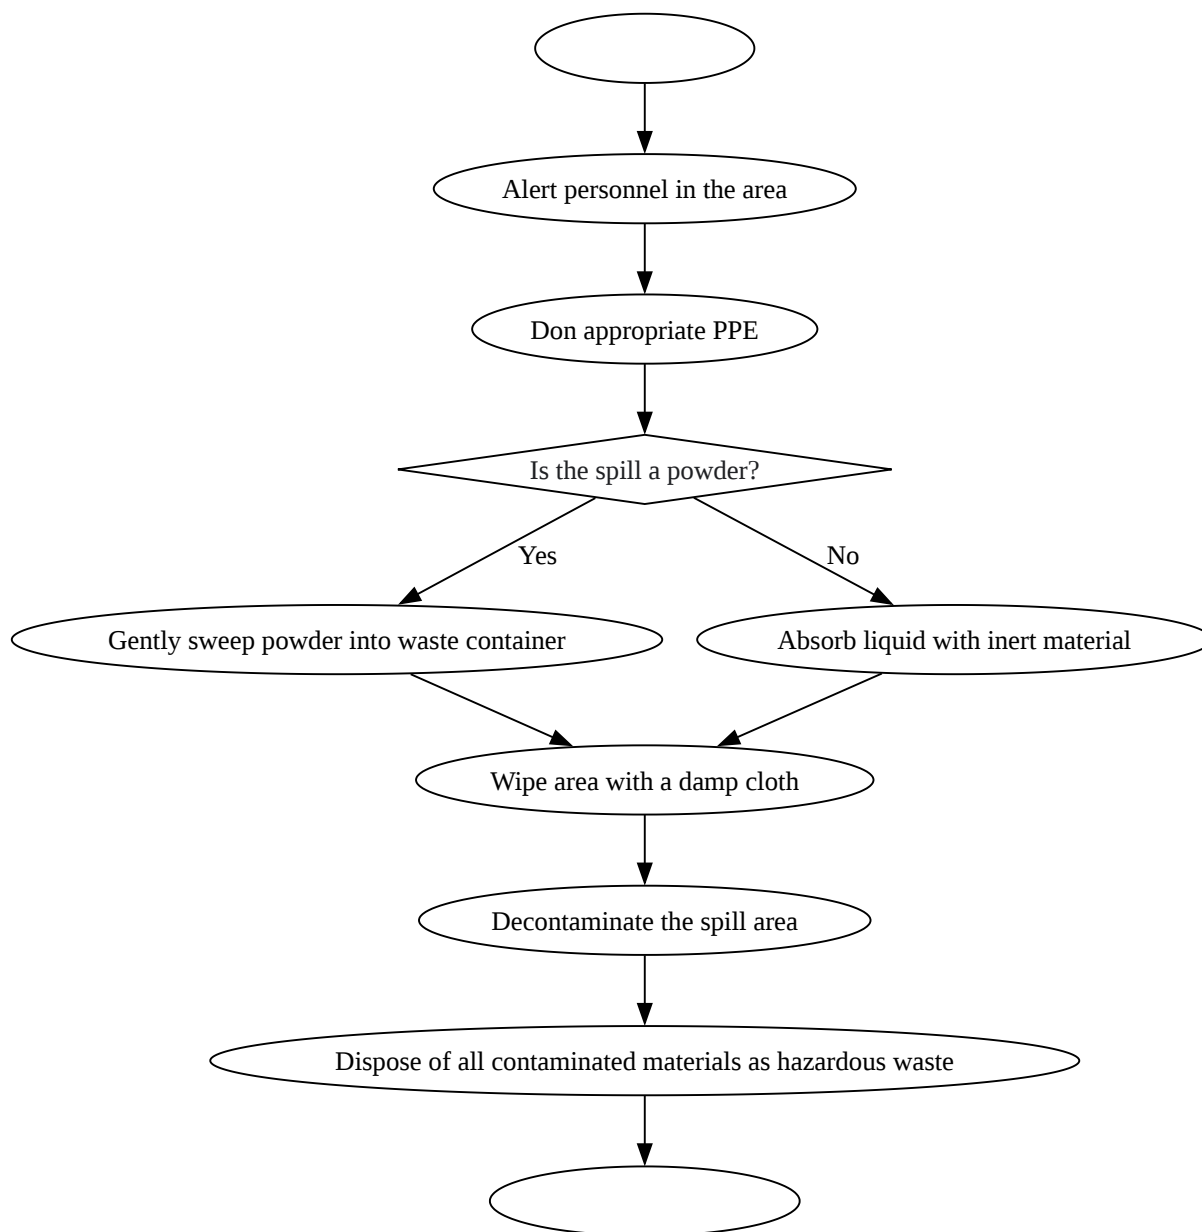 Alert personnel in the area
Don appropriate PPE
Is the spill a powder?
Yes
No
Gently sweep powder into waste container
Absorb liquid with inert material
Wipe area with a damp cloth
Decontaminate the spill area
Dispose of all contaminated materials as hazardous waste